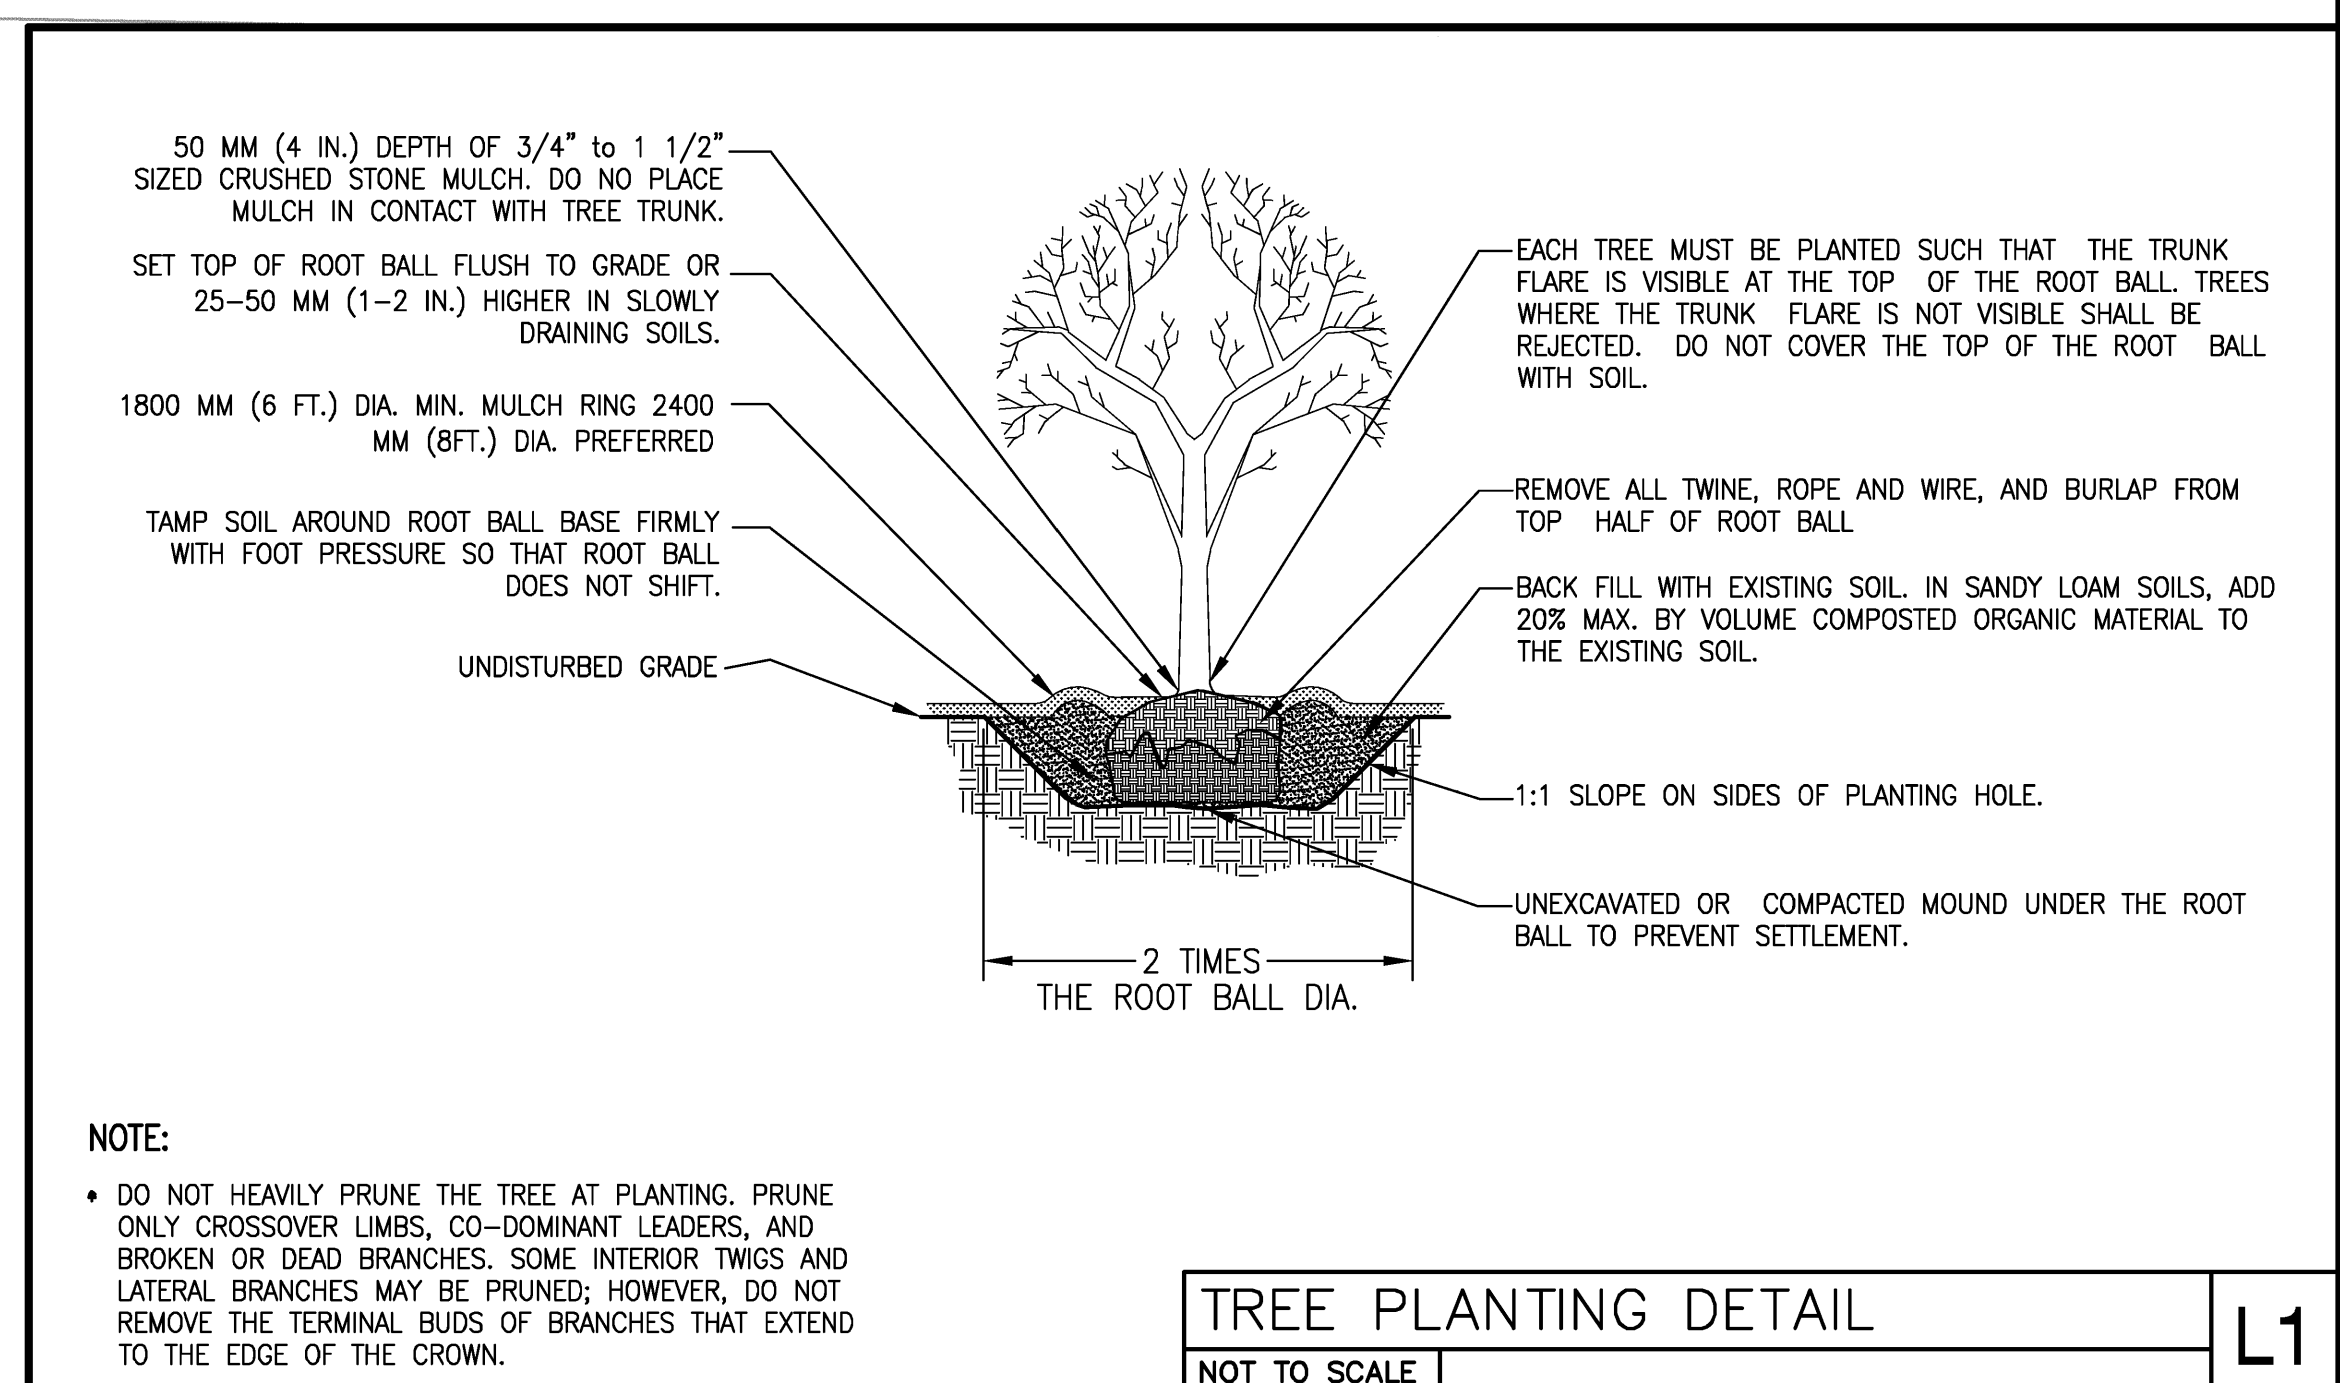 50 MM (4 IN.) DEPTH OF 3/4" to 1 1/2"
SIZED CRUSHED STONE MULCH. DO NO PLACE
MULCH IN CONTACT WITH TREE TRUNK.
SET TOP OF ROOT BALL FLUSH TO GRADE OR
25-50 MM (1-2 IN.) HIGHER IN SLOWLY
DRAINING SOILS.
1800 MM (6 FT.) DIA. MIN. MULCH RING 2400
MM (8FT.) DIA. PREFERRED
TAMP SOIL AROUND ROOT BALL BASE FIRMLY
WITH FOOT PRESSURE SO THAT ROOT BALL
DOES NOT SHIFT.
UNDISTURBED GRADE
EACH TREE MUST BE PLANTED SUCH THAT THE TRUNK
FLARE IS VISIBLE AT THE TOP OF THE ROOT BALL. TREES
WHERE THE TRUNK FLARE IS NOT VISIBLE SHALL BE
REJECTED. DO NOT COVER THE TOP OF THE ROOT BALL
WITH SOIL.
REMOVE ALL TWINE, ROPE AND WIRE, AND BURLAP FROM
TOP HALF OF ROOT BALL
BACK FILL WITH EXISTING SOIL. IN SANDY LOAM SOILS, ADD
20% MAX. BY VOLUME COMPOSTED ORGANIC MATERIAL TO
THE EXISTING SOIL.
1:1 SLOPE ON SIDES OF PLANTING HOLE.
UNEXCAVATED OR COMPACTED MOUND UNDER THE ROOT
BALL TO PREVENT SETTLEMENT.
2 TIMES
THE ROOT BALL DIA.
NOTE:
• DO NOT HEAVILY PRUNE THE TREE AT PLANTING. PRUNE
ONLY CROSSOVER LIMBS, CO-DOMINANT LEADERS, AND
BROKEN OR DEAD BRANCHES. SOME INTERIOR TWIGS AND
LATERAL BRANCHES MAY BE PRUNED; HOWEVER, DO NOT
REMOVE THE TERMINAL BUDS OF BRANCHES THAT EXTEND
TO THE EDGE OF THE CROWN.
TREE PLANTING DETAIL
L1
NOT TO SCALE